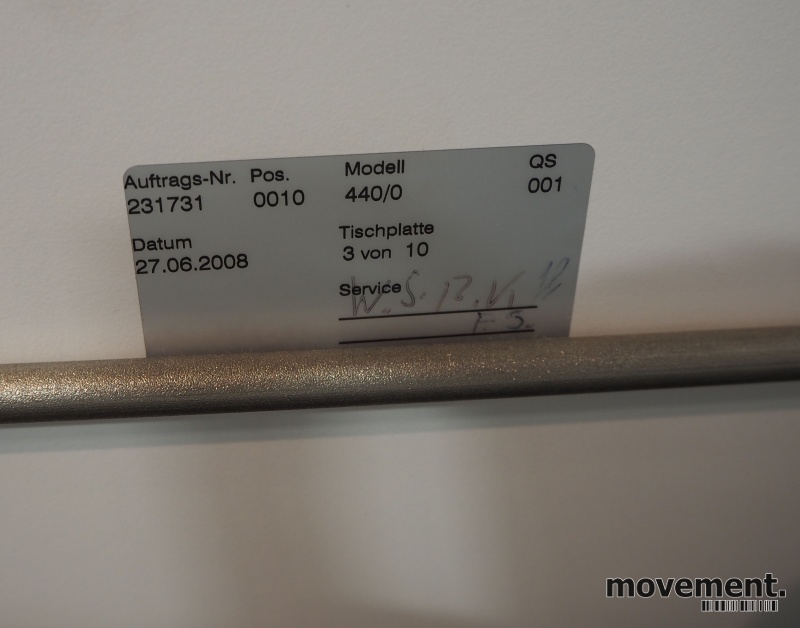 Auftrags-Nr. Pos. Modell QS
231731 0010 440/0 001
Datum Tischplatte
27.06.2008 3 von 10
Service
movement.